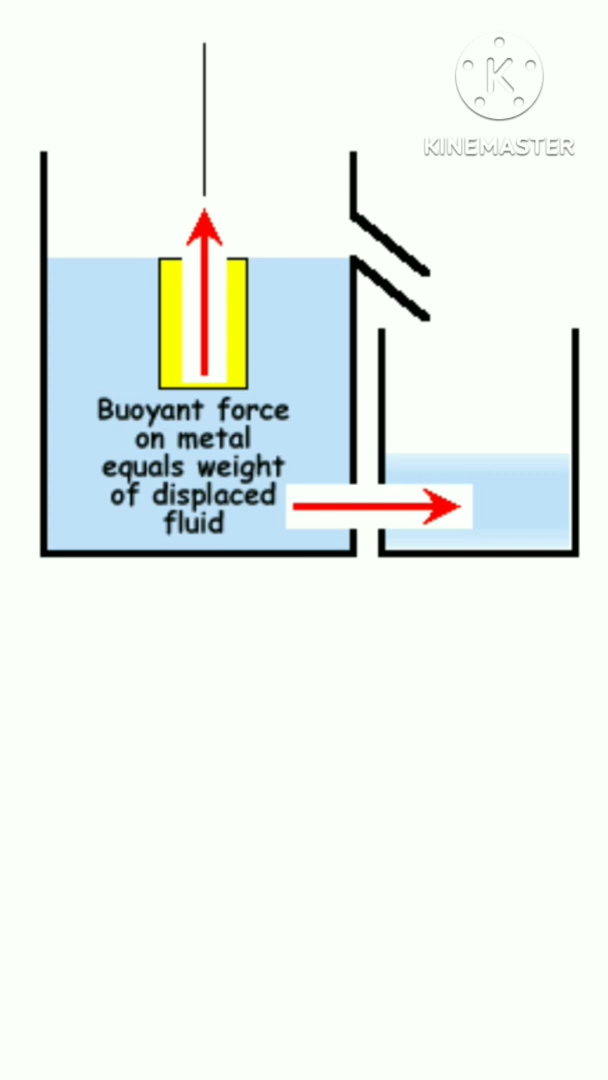 KINEMASTER
Buoyant force
on metal
equals weight
of displaced
fluid